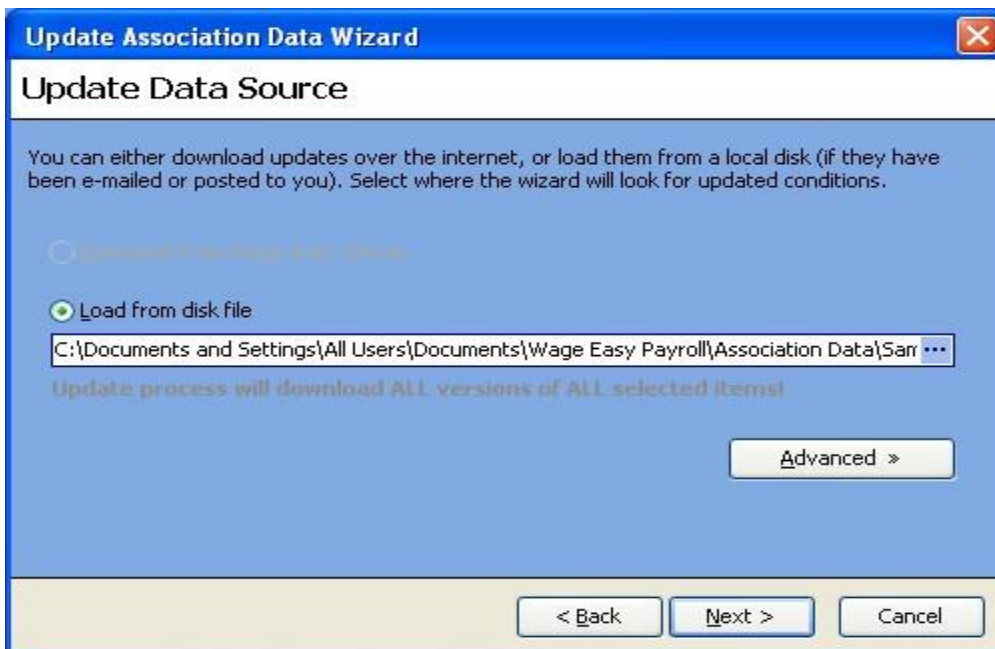 Update Association Data Wizard
Update Data Source
You can either download updates over the internet, or load them from a local disk (if they have
been e-mailed or posted to you). Select where the wizard will look for updated conditions.
Load from disk file
C:\Documents and Settings\All Users\Documents\Wage Easy Payroll\Association Data\Sam ...
Update process will download ALL versions of ALL selected items!
Advanced »
< Back Next > Cancel